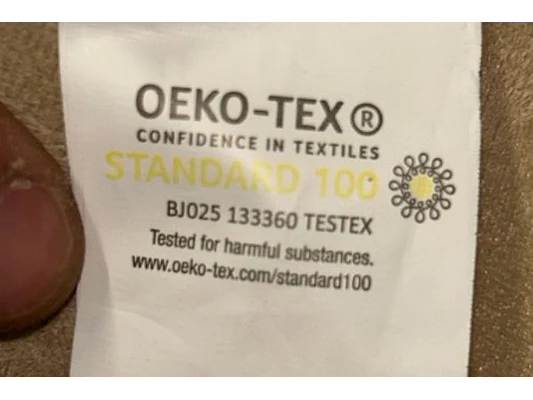 OEKO-TEX®
CONFIDENCE IN TEXTILES
STANDARD 100
BJ025 133360 TESTEX
Tested for harmful substances.
www.oeko-tex.com/standard100